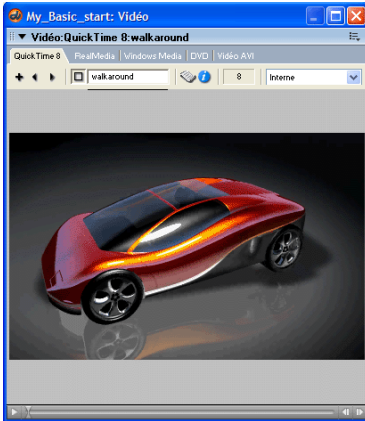 My_Basic_start: Vidéo
Vidéo:QuickTime 8:walkaround
QuickTime 8 RealMedia Windows Media DVD Vidéo AVI
walkaround 8 Interne